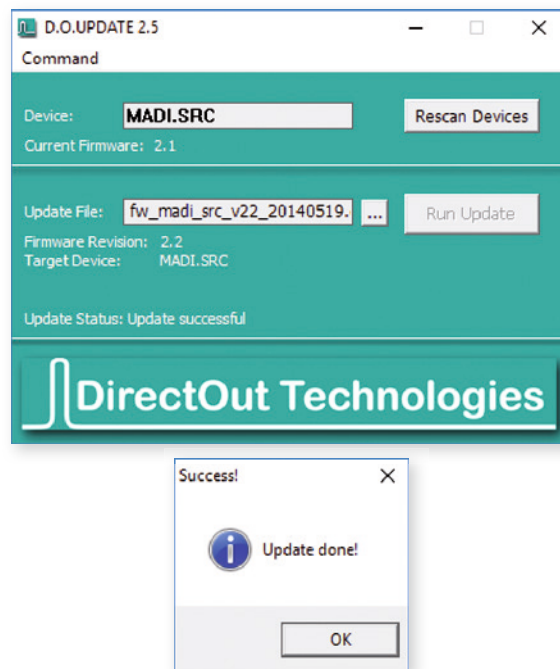 D.O.UPDATE 2.5
Command
Device: MADI.SRC Rescan Devices
Current Firmware: 2.1
Update File: fw_madi_src_v22_20140519. ... Run Update
Firmware Revision: 2.2
Target Device: MADI.SRC
Update Status: Update successful
DirectOut Technologies
Success!
Update done!
OK